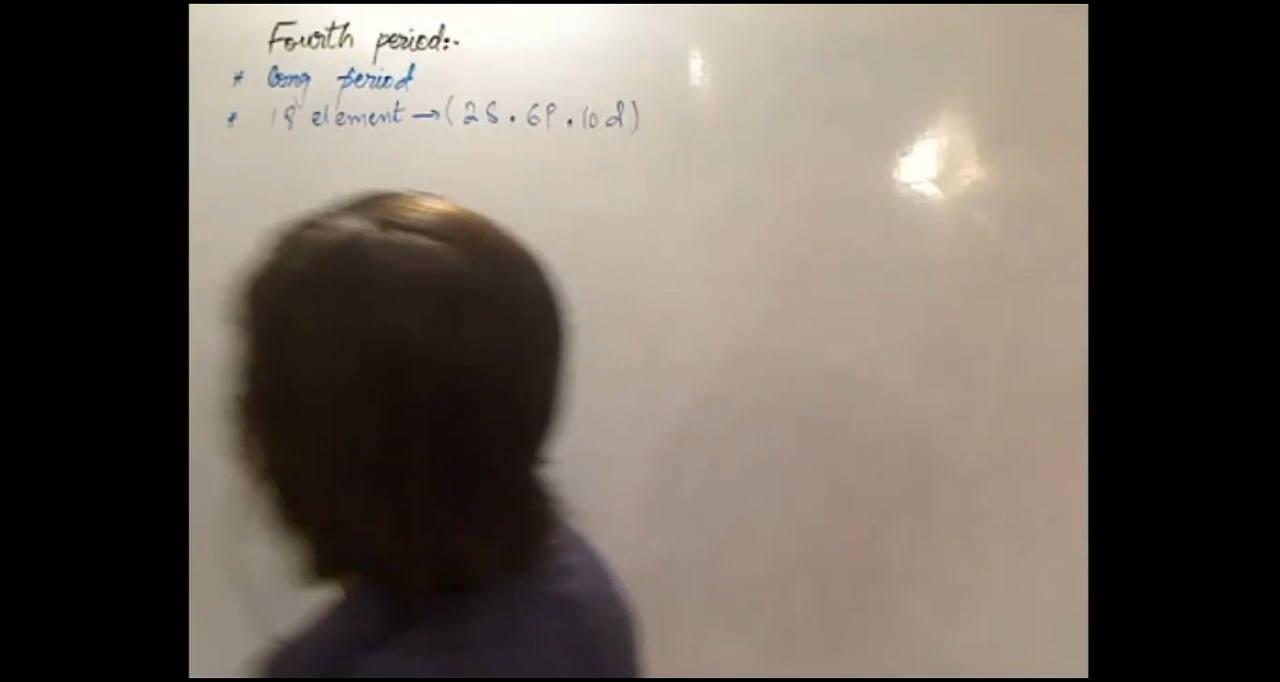 Fourth period:-
* Long period
* 18 element → (2S . 6P . 10d)